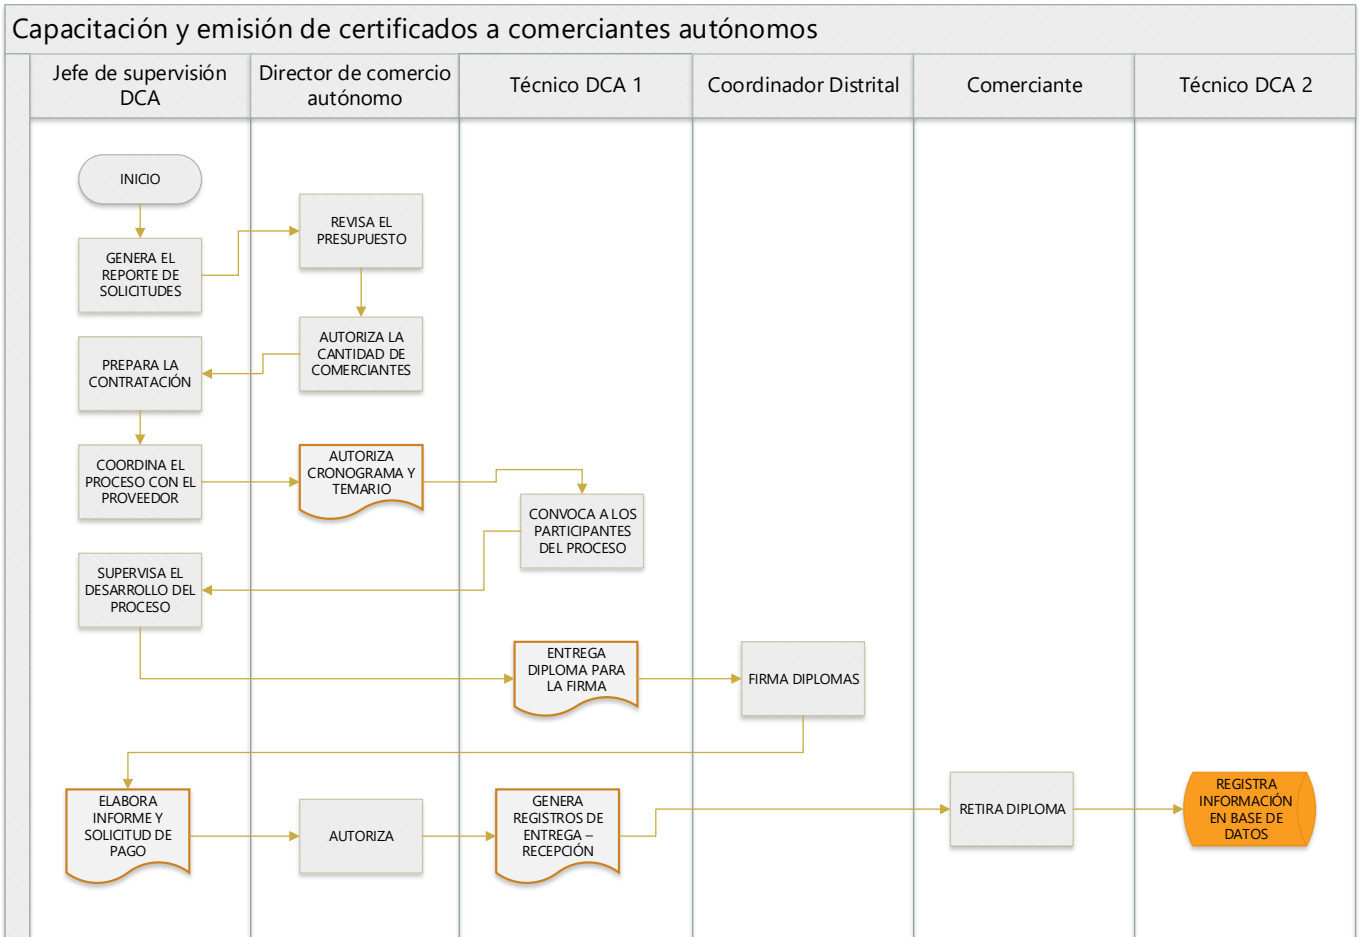 Capacitación y emisión de certificados a comerciantes autónomos
Jefe de supervisión
DCA
Director de comercio
autónomo
Técnico DCA 1
Coordinador Distrital
Comerciante
Técnico DCA 2
INICIO
GENERA EL
REPORTE DE
SOLICITUDES
REVISA EL
PRESUPUESTO
AUTORIZA LA
CANTIDAD DE
COMERCIANTES
PREPARA LA
CONTRATACIÓN
COORDINA EL
PROCESO CON EL
PROVEEDOR
AUTORIZA
CRONOGRAMA Y
TEMARIO
CONVOCA A LOS
PARTICIPANTES
DEL PROCESO
SUPERVISA EL
DESARROLLO DEL
PROCESO
ENTREGA
DIPLOMA PARA
LA FIRMA
FIRMA DIPLOMAS
ELABORA
INFORME Y
SOLICITUD DE
PAGO
AUTORIZA
GENERA
REGISTROS DE
ENTREGA –
RECEPCIÓN
RETIRA DIPLOMA
REGISTRA
INFORMACIÓN
EN BASE DE
DATOS